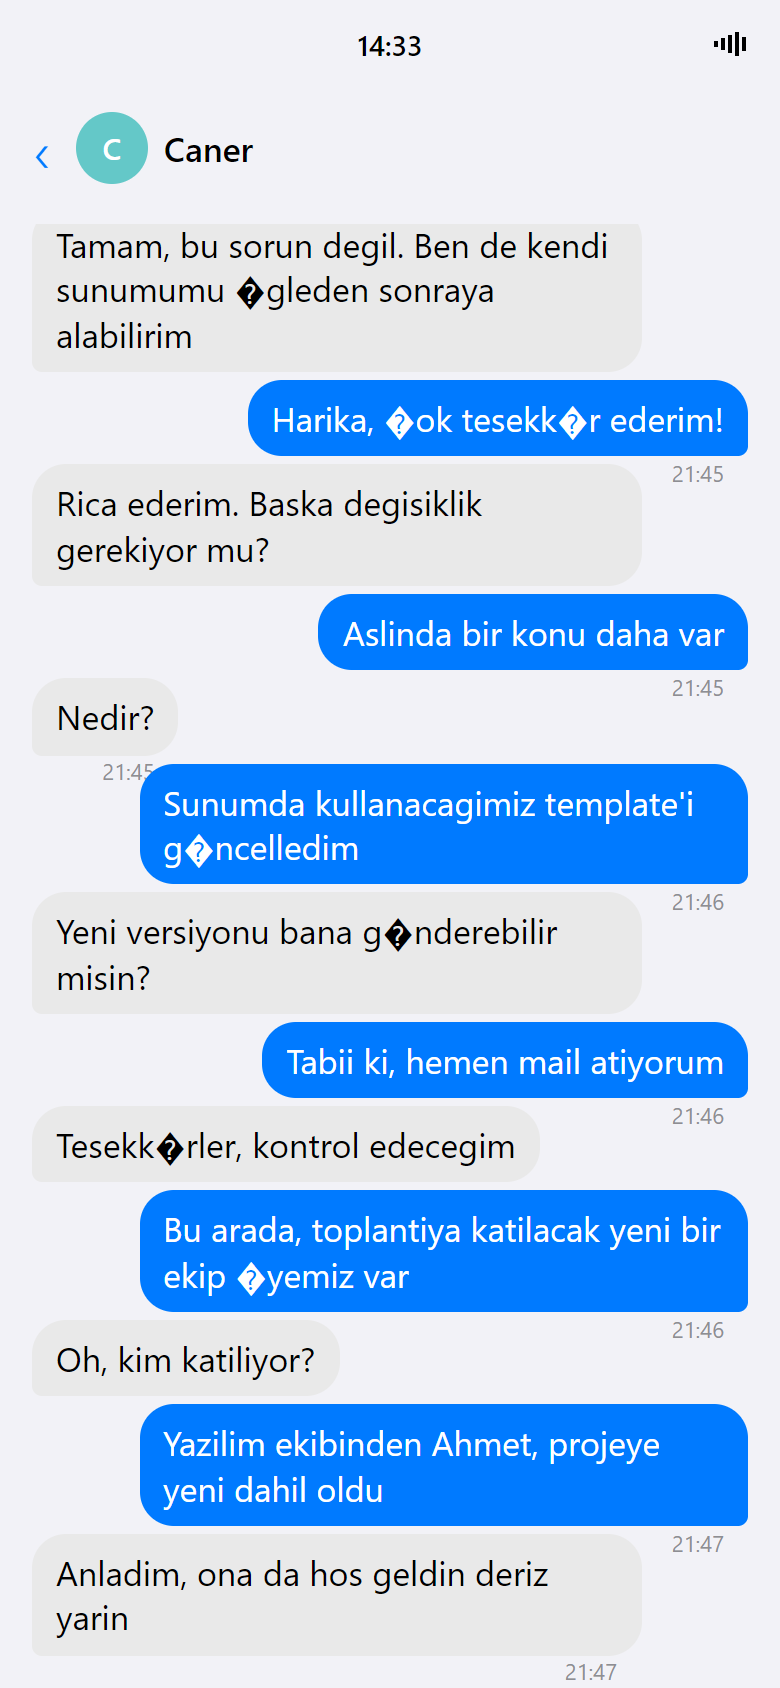 14:33
‹
C
Caner
Tamam, bu sorun degil. Ben de kendi
sunumumu �gleden sonraya
alabilirim
Harika, �ok tesekk�r ederim!
21:45
Rica ederim. Baska degisiklik
gerekiyor mu?
Aslinda bir konu daha var
21:45
Nedir?
21:45
Sunumda kullanacagimiz template'i
g�ncelledim
21:46
Yeni versiyonu bana g�nderebilir
misin?
Tabii ki, hemen mail atiyorum
21:46
Tesekk�rler, kontrol edecegim
Bu arada, toplantiya katilacak yeni bir
ekip �yemiz var
21:46
Oh, kim katiliyor?
Yazilim ekibinden Ahmet, projeye
yeni dahil oldu
21:47
Anladim, ona da hos geldin deriz
yarin
21:47